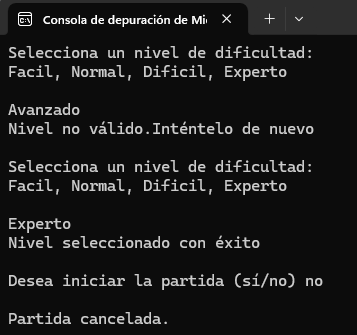 Consola de depuración de Mi
Selecciona un nivel de dificultad:
Facil, Normal, Dificil, Experto
Avanzado
Nivel no válido.Inténtelo de nuevo
Selecciona un nivel de dificultad:
Facil, Normal, Dificil, Experto
Experto
Nivel seleccionado con éxito
Desea iniciar la partida (sí/no) no
Partida cancelada.